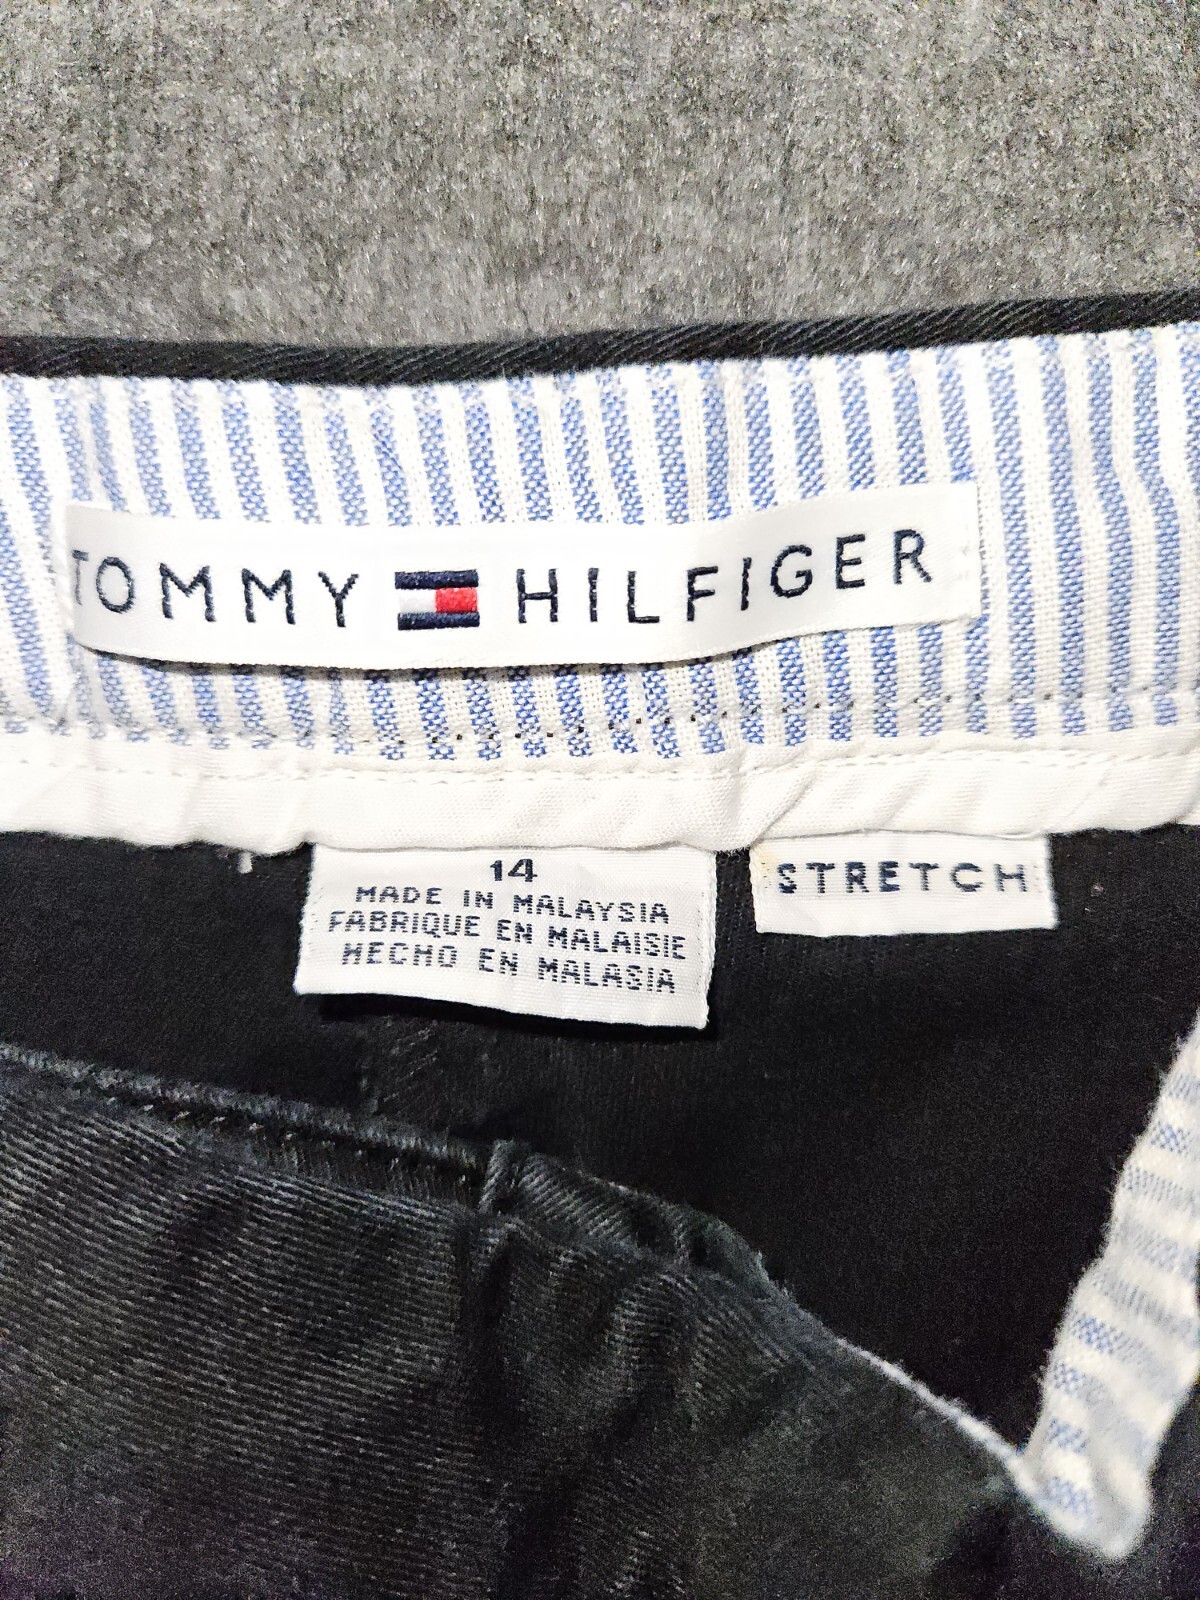 TOMMY HILFIGER
14
MADE IN MALAYSIA
FABRIQUE EN MALAISIE
HECHO EN MALASIA
STRETCH